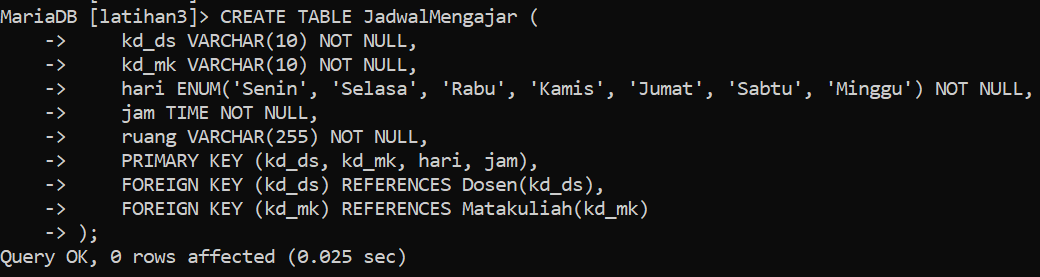 MariaDB [latihan3]> CREATE TABLE JadwalMengajar (
    ->     kd_ds VARCHAR(10) NOT NULL,
    ->     kd_mk VARCHAR(10) NOT NULL,
    ->     hari ENUM('Senin', 'Selasa', 'Rabu', 'Kamis', 'Jumat', 'Sabtu', 'Minggu') NOT NULL,
    ->     jam TIME NOT NULL,
    ->     ruang VARCHAR(255) NOT NULL,
    ->     PRIMARY KEY (kd_ds, kd_mk, hari, jam),
    ->     FOREIGN KEY (kd_ds) REFERENCES Dosen(kd_ds),
    ->     FOREIGN KEY (kd_mk) REFERENCES Matakuliah(kd_mk)
    -> );
Query OK, 0 rows affected (0.025 sec)